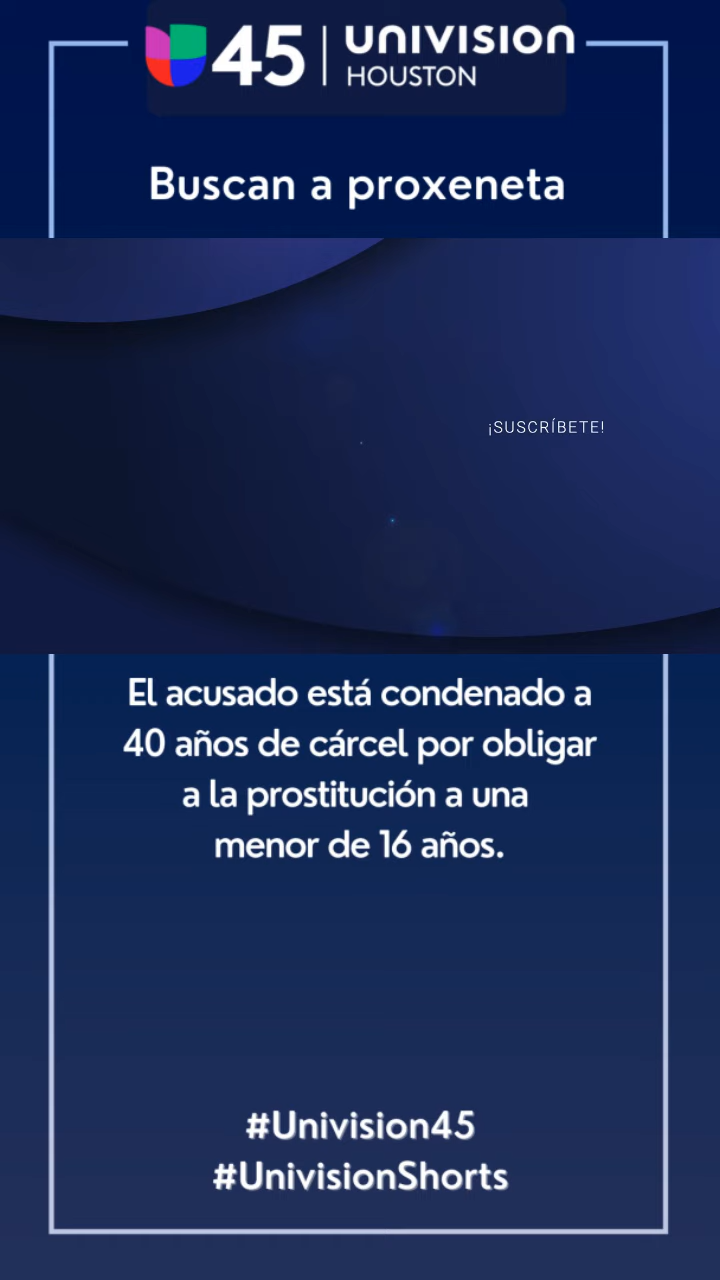 45 UNIVISION
HOUSTON
Buscan a proxeneta
¡SUSCRÍBETE!
El acusado está condenado a
40 años de cárcel por obligar
a la prostitución a una
menor de 16 años.
#Univision45
#UnivisionShorts